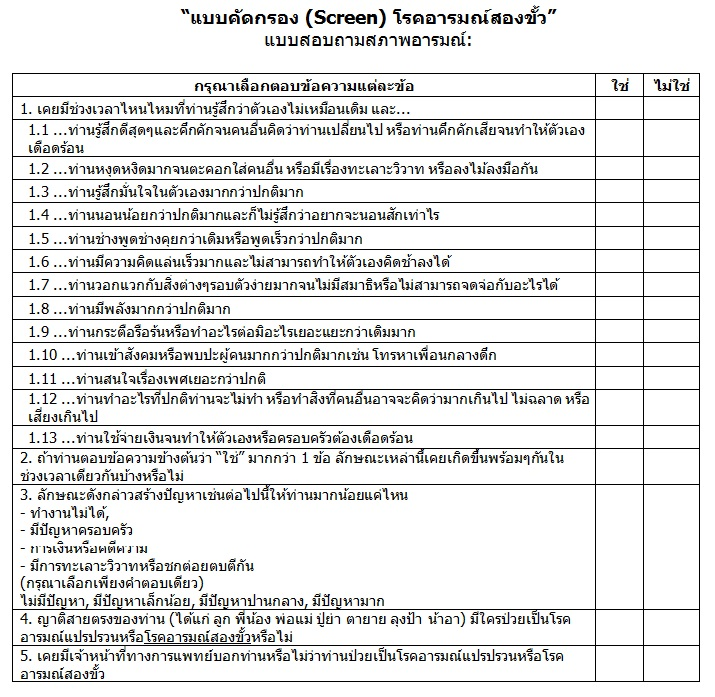 “แบบคัดกรอง (Screen) โรคอารมณ์สองขั้ว”
แบบสอบถามสภาพอารมณ์:
กรุณาเลือกตอบข้อความแต่ละข้อ ใช่ ไม่ใช่
1. เคยมีช่วงเวลาไหนไหมที่ท่านรู้สึกว่าตัวเองไม่เหมือนเดิม และ...
1.1 ...ท่านรู้สึกดีสุดๆและคึกคักจนคนอื่นคิดว่าท่านเปลี่ยนไป หรือท่านคึกคักเสียจนทำให้ตัวเอง
เดือดร้อน
1.2 ...ท่านหงุดหงิดมากจนตะคอกใส่คนอื่น หรือมีเรื่องทะเลาะวิวาท หรือลงไม้ลงมือกัน
1.3 ...ท่านรู้สึกมั่นใจในตัวเองมากกว่าปกติมาก
1.4 ...ท่านนอนน้อยกว่าปกติมากและก็ไม่รู้สึกว่าอยากจะนอนสักเท่าไร
1.5 ...ท่านช่างพูดช่างคุยกว่าเดิมหรือพูดเร็วกว่าปกติมาก
1.6 ...ท่านมีความคิดแล่นเร็วมากและไม่สามารถทำให้ตัวเองคิดช้าลงได้
1.7 ...ท่านวอกแวกกับสิ่งต่างๆรอบตัวง่ายมากจนไม่มีสมาธิหรือไม่สามารถจดจ่อกับอะไรได้
1.8 ...ท่านมีพลังมากกว่าปกติมาก
1.9 ...ท่านกระตือรือร้นหรือทำอะไรต่อมิอะไรเยอะแยะกว่าเดิมมาก
1.10 ...ท่านเข้าสังคมหรือพบปะผู้คนมากกว่าปกติมากเช่น โทรหาเพื่อนกลางดึก
1.11 ...ท่านสนใจเรื่องเพศเยอะกว่าปกติ
1.12 ...ท่านทำอะไรที่ปกติท่านจะไม่ทำ หรือทำสิ่งที่คนอื่นอาจจะคิดว่ามากเกินไป ไม่ฉลาด หรือ
เสี่ยงเกินไป
1.13 ...ท่านใช้จ่ายเงินจนทำให้ตัวเองหรือครอบครัวต้องเดือดร้อน
2. ถ้าท่านตอบข้อความข้างต้นว่า “ใช่” มากกว่า 1 ข้อ ลักษณะเหล่านี้เคยเกิดขึ้นพร้อมๆกันใน
ช่วงเวลาเดียวกันบ้างหรือไม่
3. ลักษณะดังกล่าวสร้างปัญหาเช่นต่อไปนี้ให้ท่านมากน้อยแค่ไหน
- ทำงานไม่ได้,
- มีปัญหาครอบครัว
- การเงินหรือคดีความ
- มีการทะเลาะวิวาทหรือชกต่อยตบตีกัน
(กรุณาเลือกเพียงคำตอบเดียว)
ไม่มีปัญหา, มีปัญหาเล็กน้อย, มีปัญหาปานกลาง, มีปัญหามาก
4. ญาติสายตรงของท่าน (ได้แก่ ลูก พี่น้อง พ่อแม่ ปู่ย่า ตายาย ลุงป้า น้าอา) มีใครป่วยเป็นโรค
อารมณ์แปรปรวนหรือโรคอารมณ์สองขั้วหรือไม่
5. เคยมีเจ้าหน้าที่ทางการแพทย์บอกท่านหรือไม่ว่าท่านป่วยเป็นโรคอารมณ์แปรปรวนหรือโรค
อารมณ์สองขั้ว